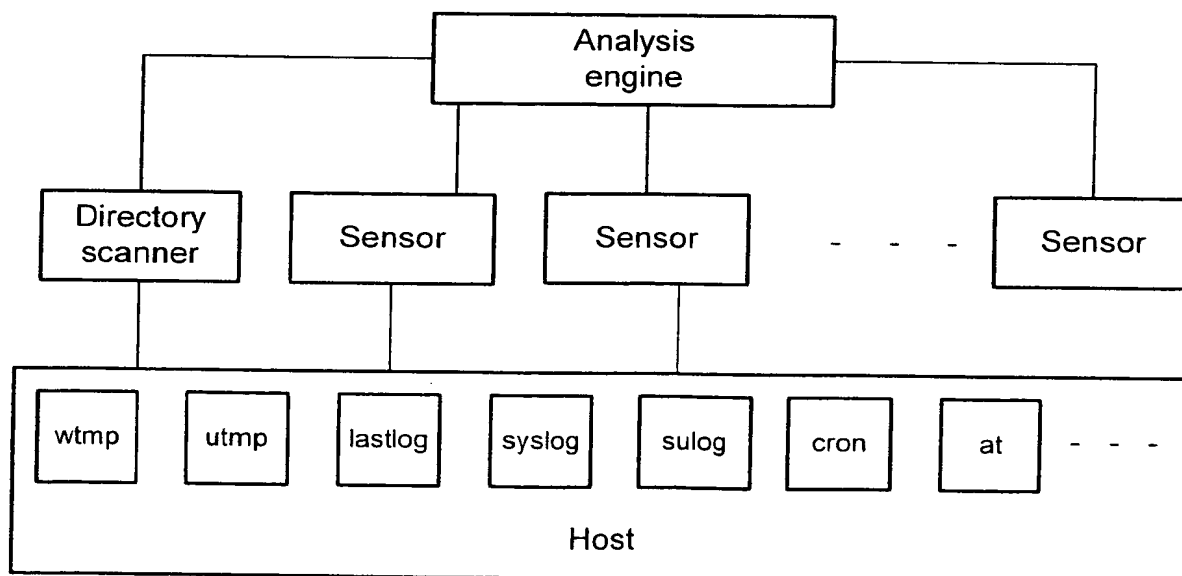 Analysis
engine
Directory
scanner
Sensor
Sensor
- - -
Sensor
wtmp
utmp
lastlog
syslog
sulog
cron
at
- - -
Host